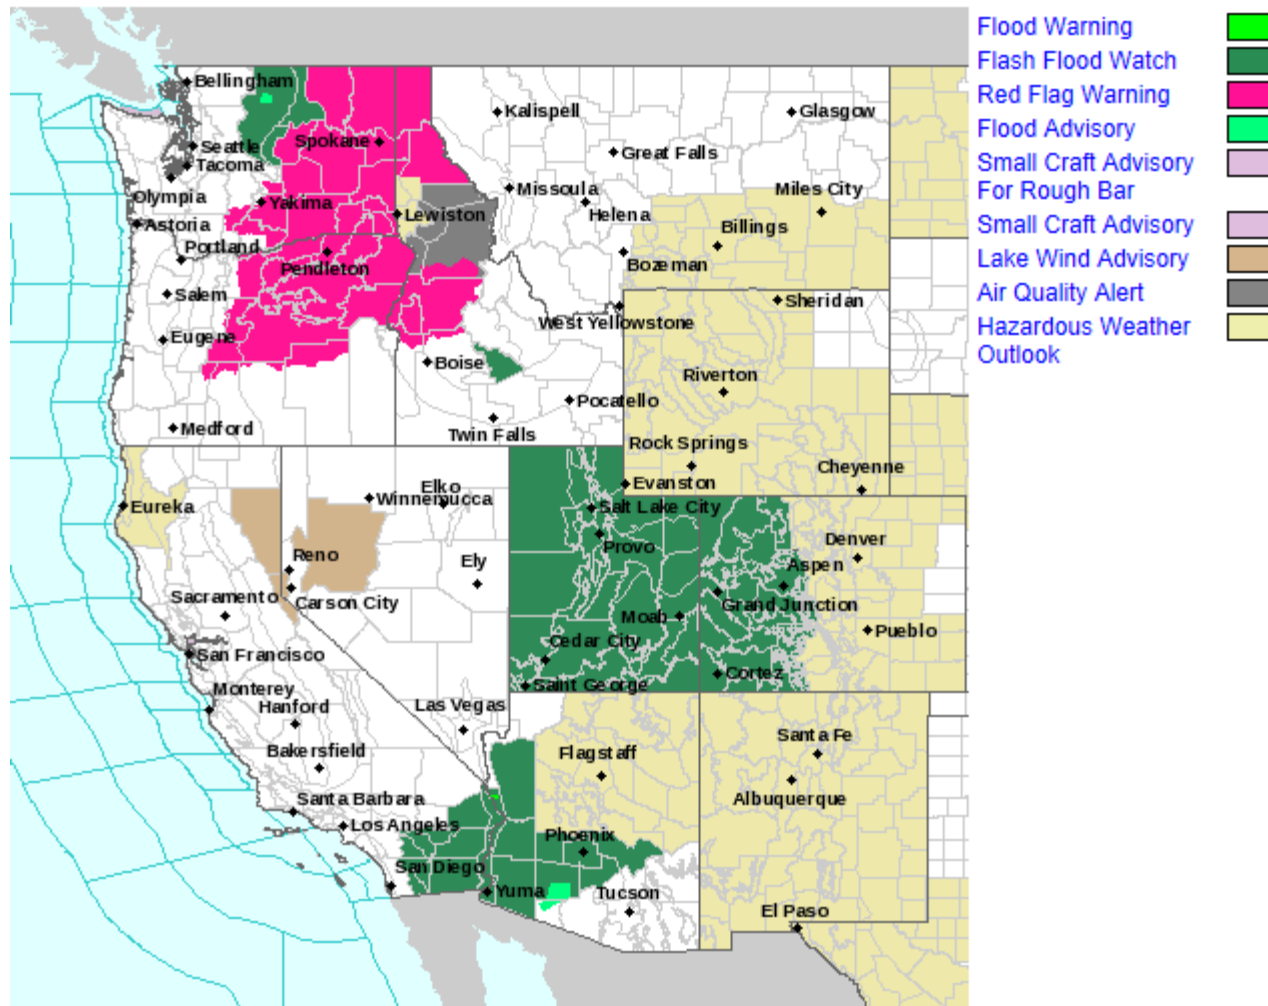 Flood Warning
Flash Flood Watch
Red Flag Warning
Flood Advisory
Small Craft Advisory
For Rough Bar
Small Craft Advisory
Lake Wind Advisory
Air Quality Alert
Hazardous Weather
Outlook
Bellingham
Kalispell
Glasgow
Seattle
Spokane
Great Falls
Tacoma
Olympia
Yakima
Missoula
Miles City
Lewiston
Helena
Astoria
Billings
Portland
Pendleton
Bozeman
Salem
Sheridan
West Yellowstone
Eugene
Boise
Riverton
Pocatello
Medford
Twin Falls
Rock Springs
Cheyenne
Evanston
Elko
Winnemucca
Eureka
Salt Lake City
Denver
Provo
Reno
Ely
Aspen
Sacramento
Carson City
Grand Junction
Moab
Pueblo
Cedar City
San Francisco
Cortez
Saint George
Monterey
Hanford
Las Vegas
Santa Fe
Bakersfield
Flagstaff
Santa Barbara
Albuquerque
Los Angeles
Phoenix
San Diego
Yuma
Tucson
El Paso